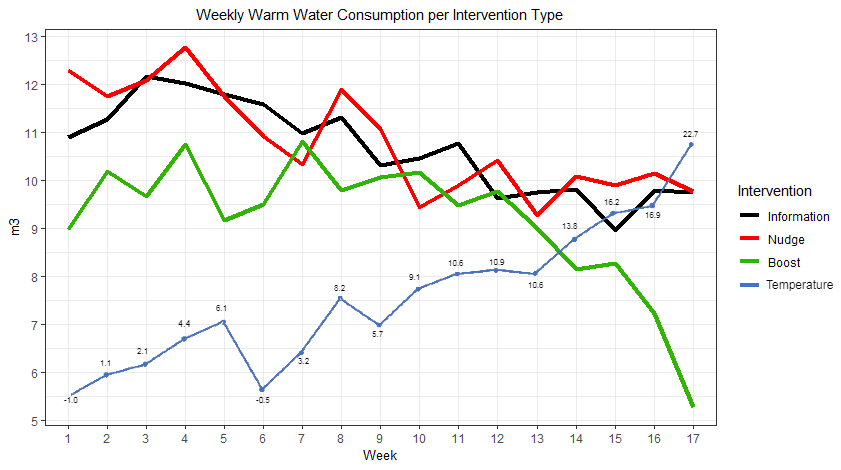 Weekly Warm Water Consumption per Intervention Type
13
12
11
10
9
8
7
6
5
m3
-1.0
1.1
2.1
4.4
6.1
-0.5
3.2
8.2
5.7
9.1
10.6
10.9
10.6
13.8
16.2
16.9
22.7
1 2 3 4 5 6 7 8 9 10 11 12 13 14 15 16 17
Week
Intervention
Information
Nudge
Boost
Temperature